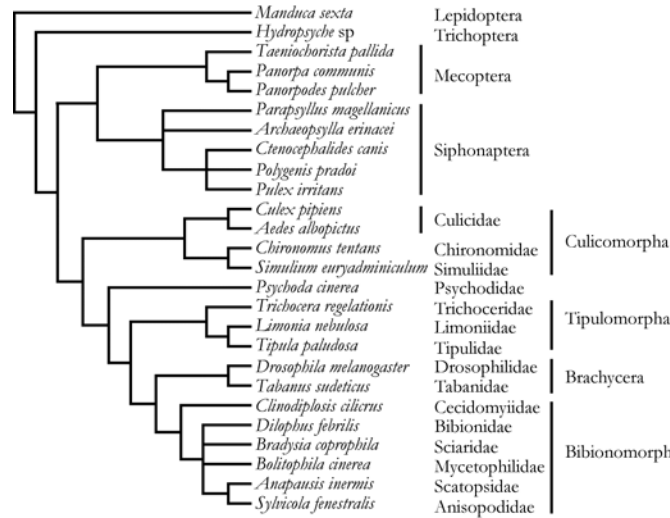 Manduca sexta Lepidoptera
Hydropsyche sp Trichoptera
Taeniochorista pallida
Panorpa communis Mecoptera
Panorpodes pulcher
Parapsyllus magellanicus
Archaeopsylla erinacei
Ctenocephalides canis Siphonaptera
Polygenis pradoi
Pulex irritans
Culex pipiens Culicidae
Aedes albopictus
Culicomorpha
Chironomus tentans Chironomidae
Simulium euryadminiculum Simuliidae
Psychoda cinerea Psychodidae
Trichocera regelationis Trichoceridae
Limonia nebulosa Limoniidae Tipulomorpha
Tipula paludosa Tipulidae
Drosophila melanogaster Drosophilidae
Brachycera
Tabanus sudeticus Tabanidae
Clinodiplosis cilicrus Cecidomyiidae
Dilophus febrilis Bibionidae
Bradysia coprophila Sciaridae Bibionomorph
Bolitophila cinerea Mycetophilidae
Anapausis inermis Scatopsidae
Sylvicola fenestralis Anisopodidae